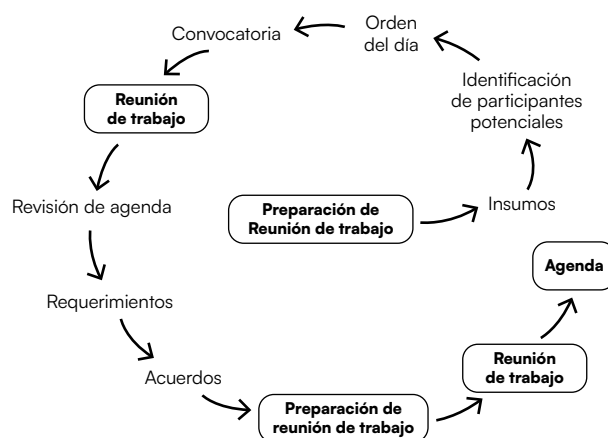 Orden
del día
Convocatoria
Identificación
de participantes
potenciales
Reunión
de trabajo
Revisión de agenda
Preparación de
Reunión de trabajo
Insumos
Agenda
Requerimientos
Reunión
de trabajo
Acuerdos
Preparación de
reunión de trabajo